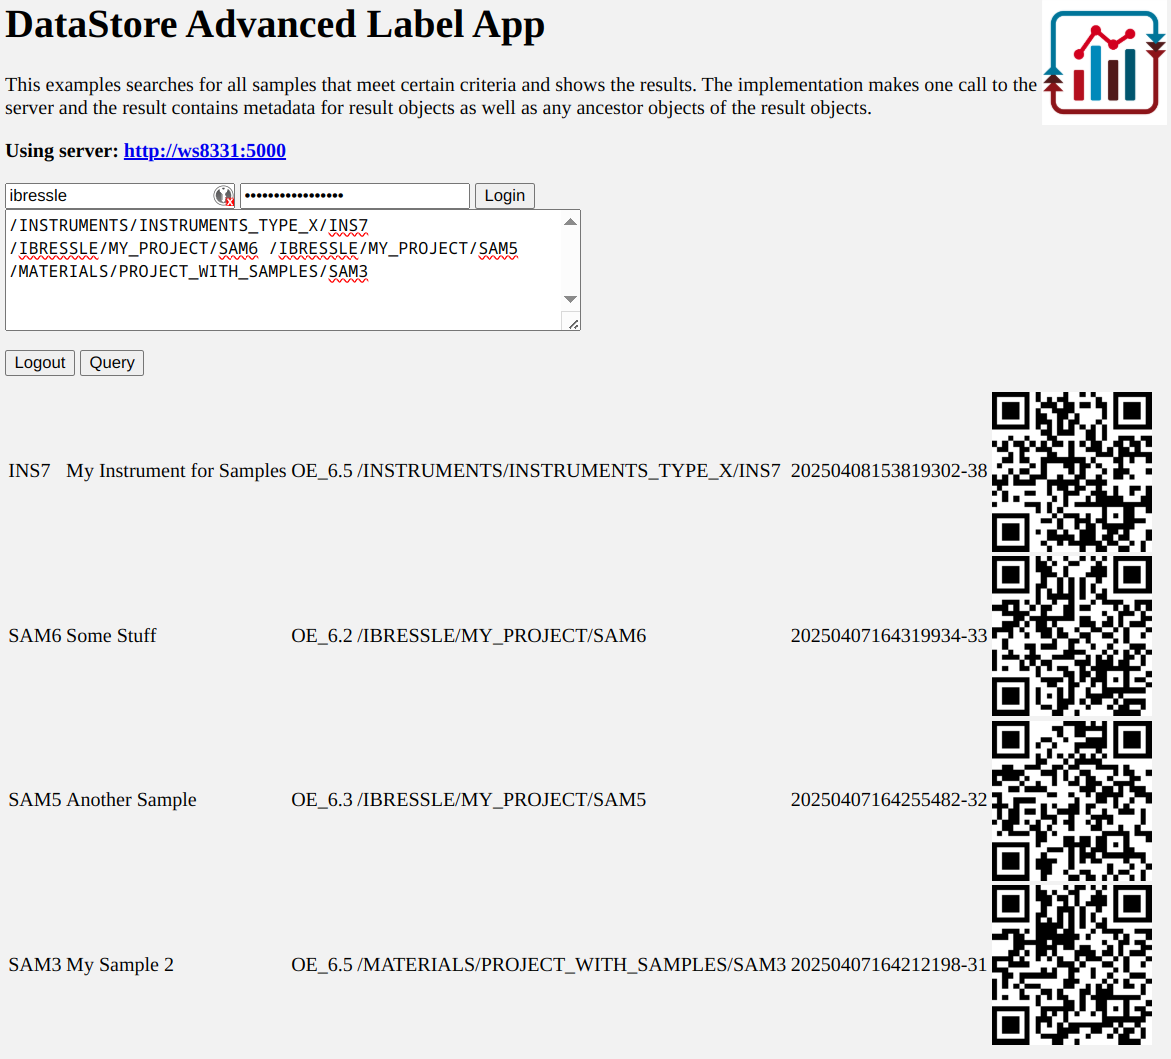 DataStore Advanced Label App
This examples searches for all samples that meet certain criteria and shows the results. The implementation makes one call to the
server and the result contains metadata for result objects as well as any ancestor objects of the result objects.
Using server: http://ws8331:5000
ibressle •••••••••••••••• Login
/INSTRUMENTS/INSTRUMENTS_TYPE_X/INS7
/IBRESSLE/MY_PROJECT/SAM6 /IBRESSLE/MY_PROJECT/SAM5
/MATERIALS/PROJECT_WITH_SAMPLES/SAM3
Logout Query
INS7 My Instrument for Samples OE_6.5 /INSTRUMENTS/INSTRUMENTS_TYPE_X/INS7 20250408153819302-38
SAM6 Some Stuff OE_6.2 /IBRESSLE/MY_PROJECT/SAM6 20250407164319934-33
SAM5 Another Sample OE_6.3 /IBRESSLE/MY_PROJECT/SAM5 20250407164255482-32
SAM3 My Sample 2 OE_6.5 /MATERIALS/PROJECT_WITH_SAMPLES/SAM3 20250407164212198-31